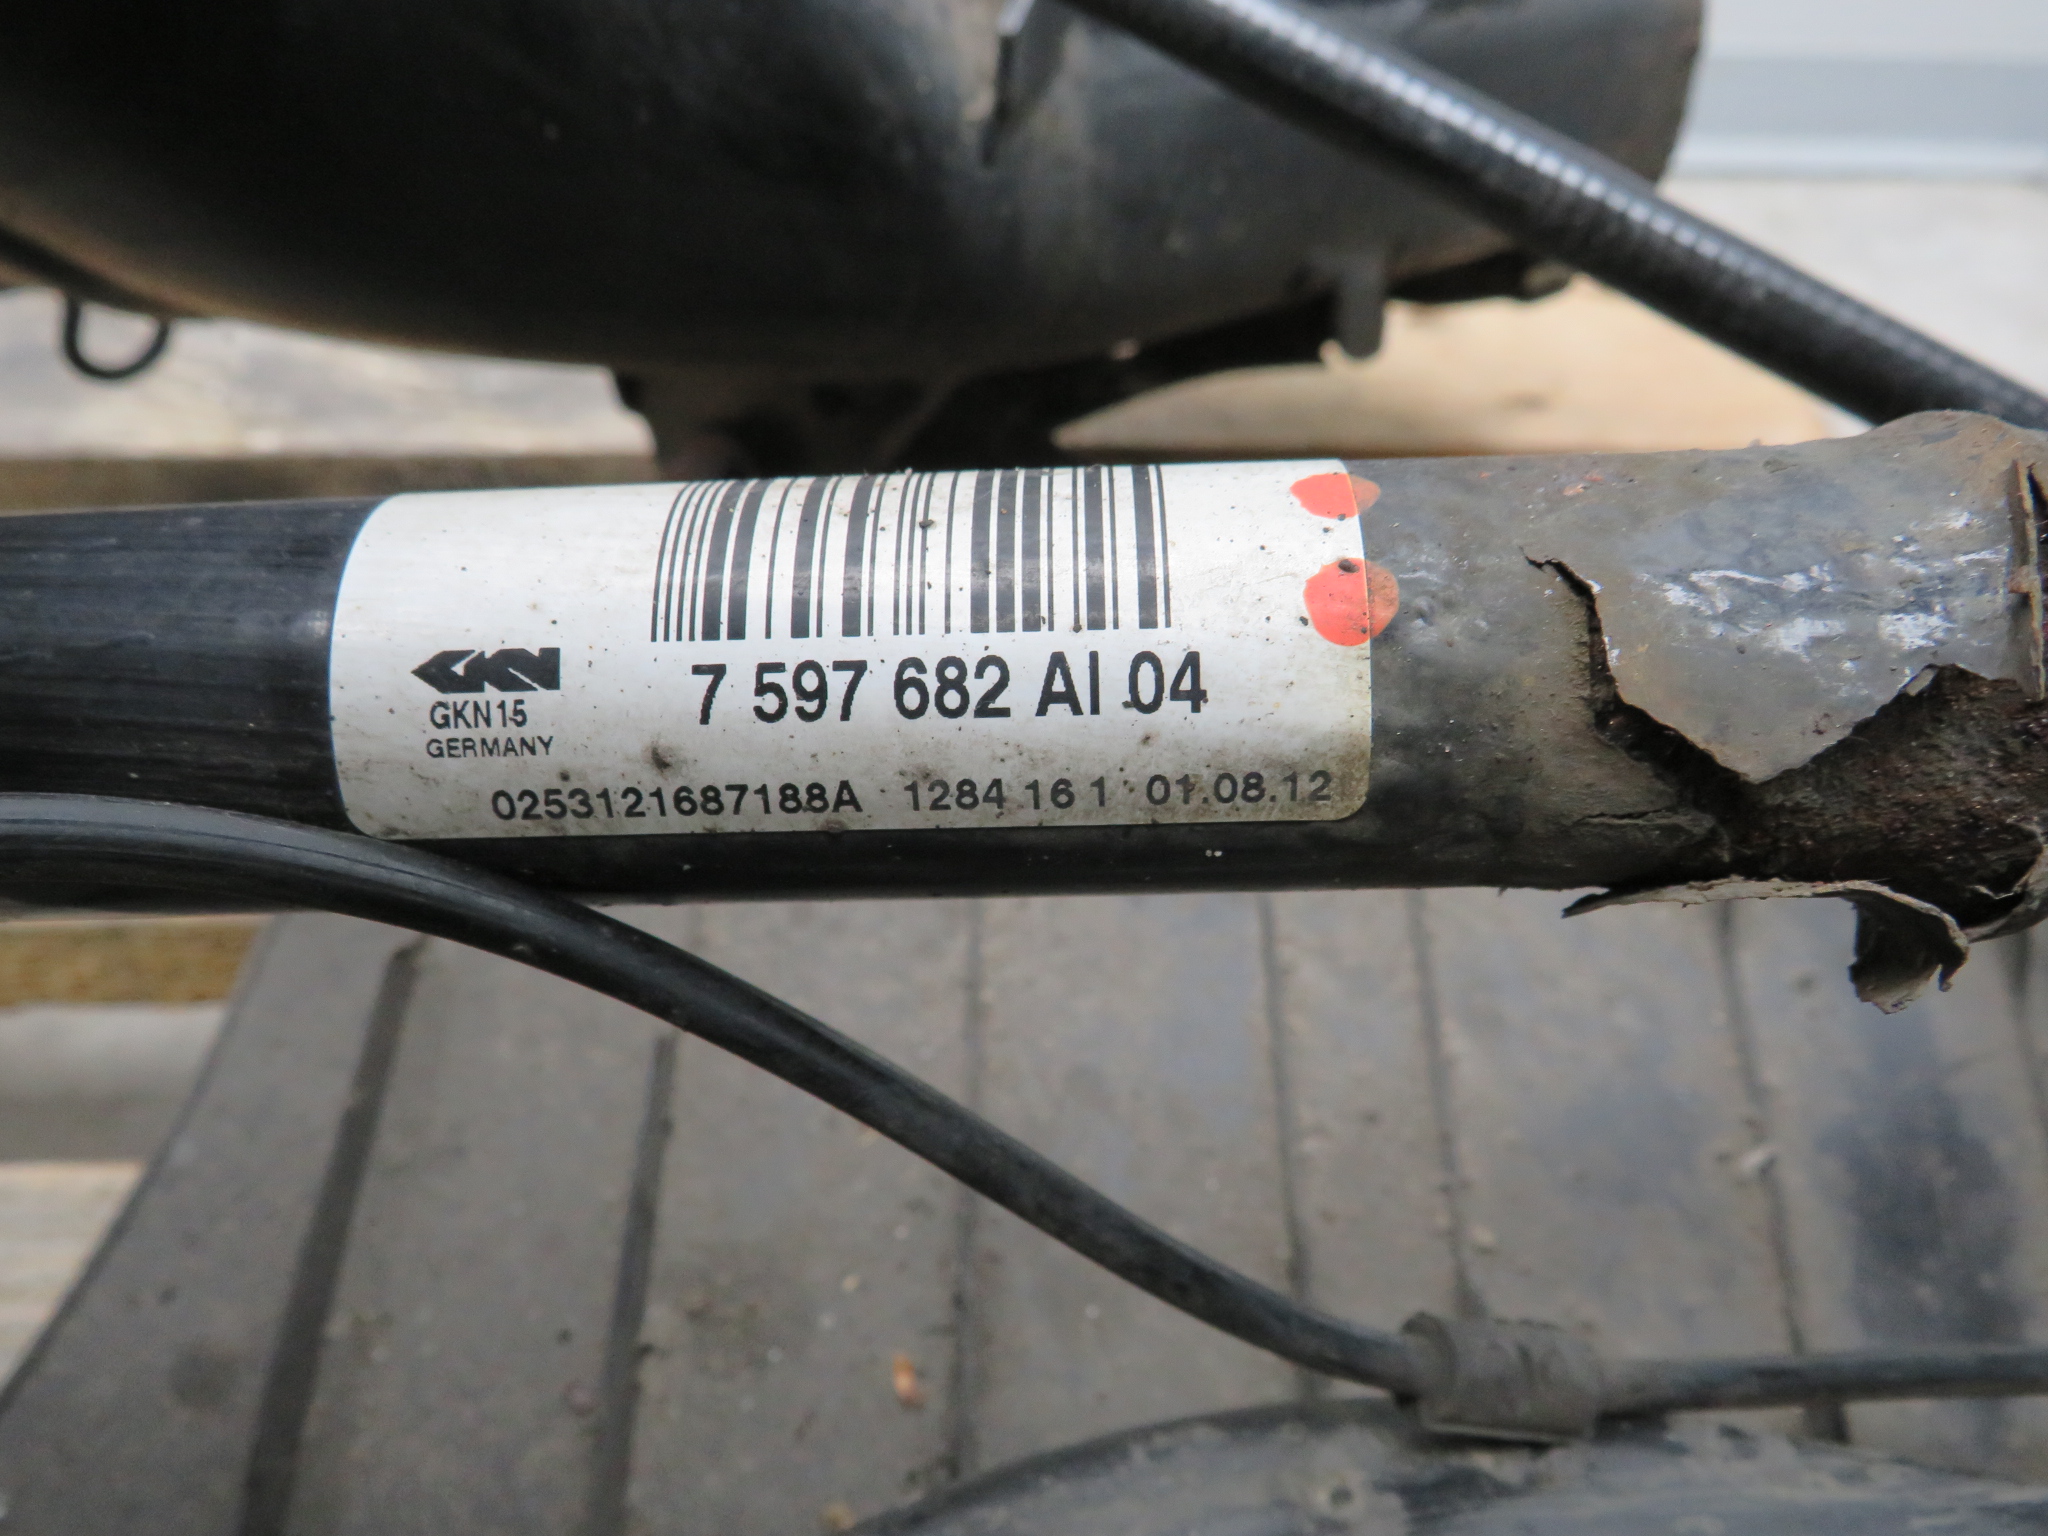 GKN
7 597 682 AI 04
GKN15
GERMANY
0253121687188A 1284 16 1 01.08.12